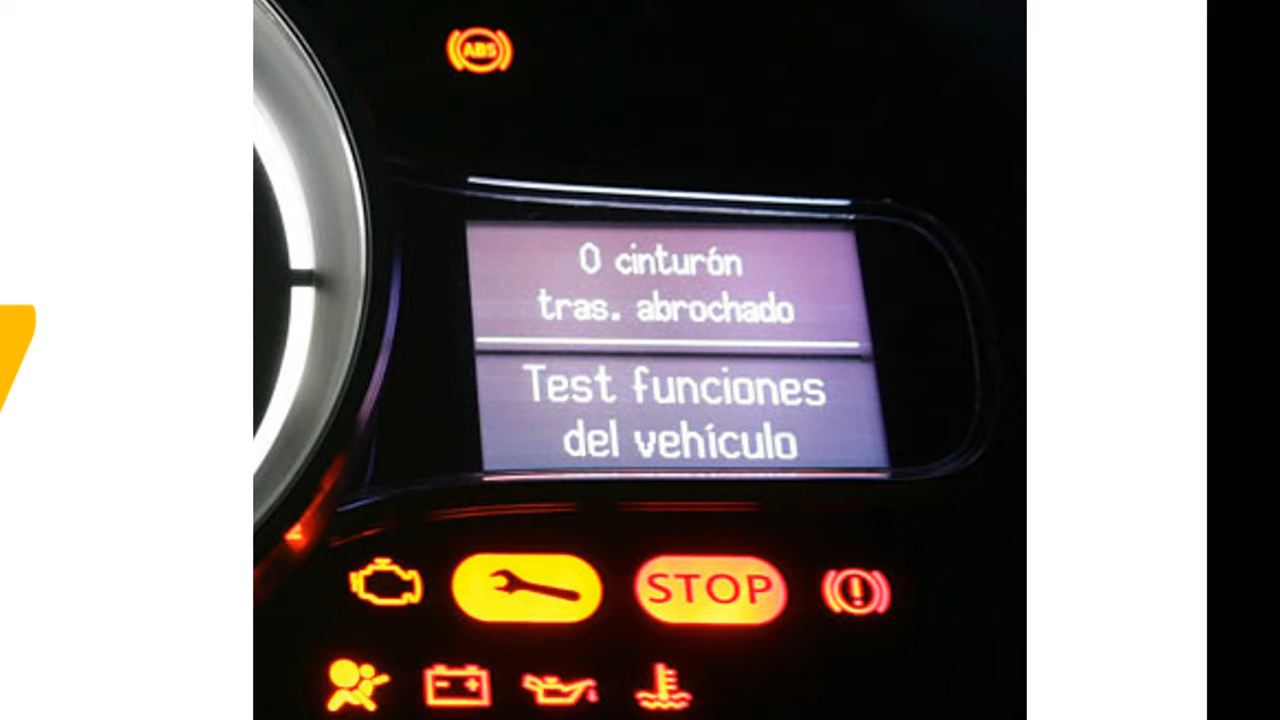 ABS
0 cinturón
tras. abrochado
Test funciones
del vehículo
STOP